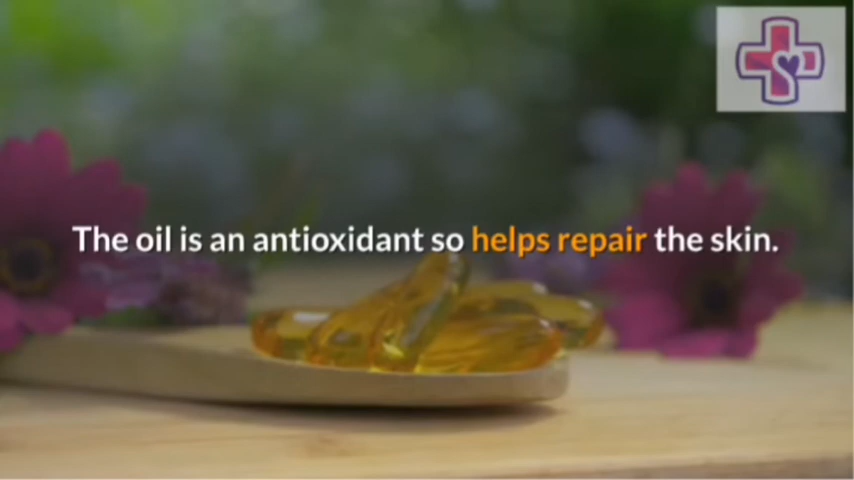 The oil is an antioxidant so helps repair the skin.